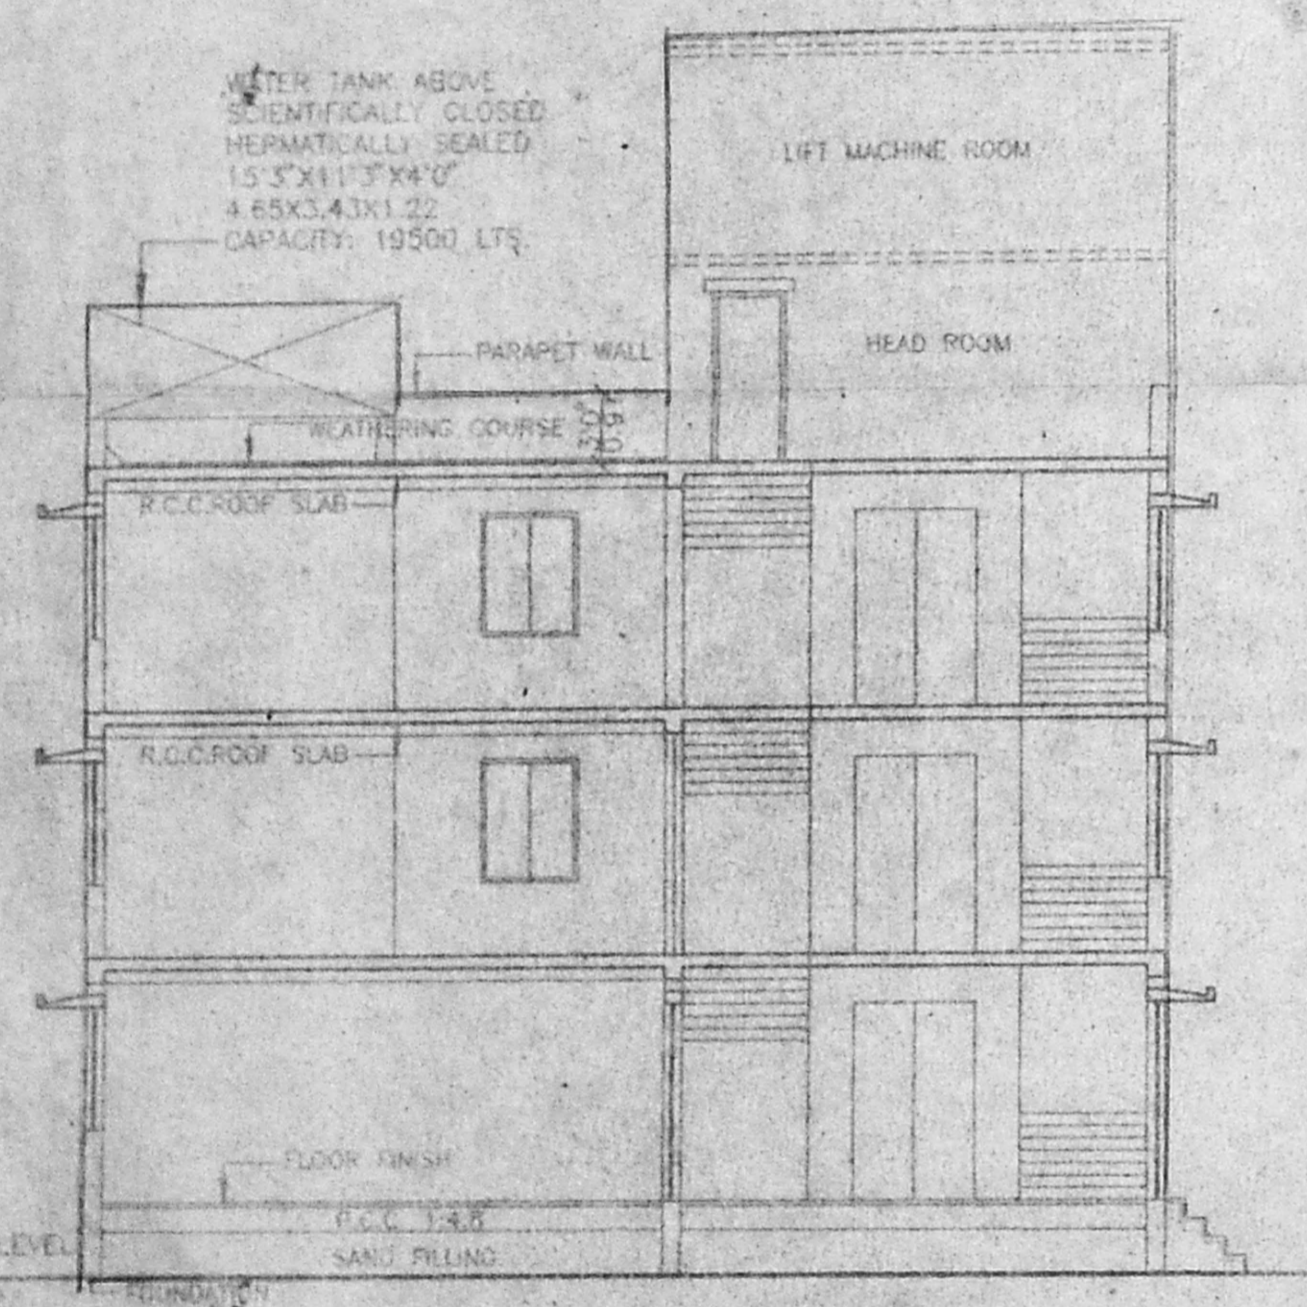 WATER TANK ABOVE
SCIENTIFICALLY CLOSED
HERMATICALLY SEALED
15'3"X11'3"X4'0"
4.65X3.43X1.22
CAPACITY: 19500 LTS.
LIFT MACHINE ROOM
HEAD ROOM
PARAPET WALL
WEATHERING COURSE
R.C.C.ROOF SLAB
R.C.C.ROOF SLAB
FLOOR FINISH
P.C.C 1:4:8
SAND FILLING
LEVEL
FOUNDATION